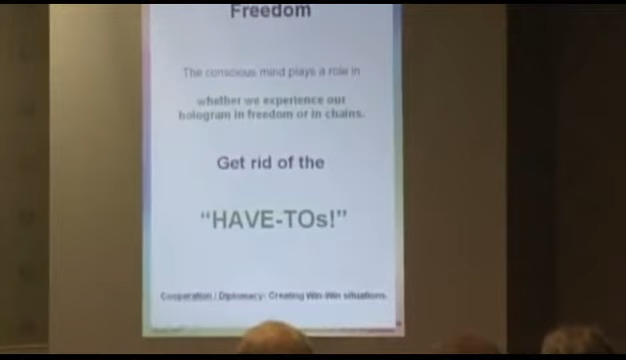 Freedom
The conscious mind plays a role in
whether we experience our
hologram in freedom or in chains.
Get rid of the
“HAVE-TOs!”
Cooperation / Diplomacy- Creating Win-Win situations.